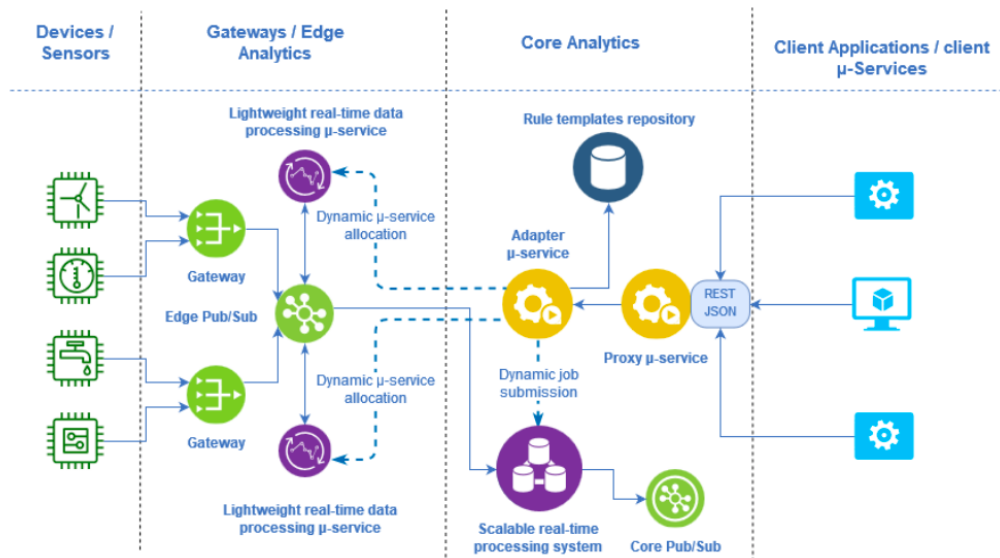 Devices /
Sensors
Gateways / Edge
Analytics
Core Analytics
Client Applications / client
µ-Services
Lightweight real-time data
processing µ-service
Rule templates repository
Dynamic µ-service
allocation
Adapter
µ-service
Gateway
Edge Pub/Sub
REST
JSON
Proxy µ-service
Dynamic µ-service
allocation
Dynamic job
submission
Gateway
Lightweight real-time data
processing µ-service
Scalable real-time
processing system
Core Pub/Sub